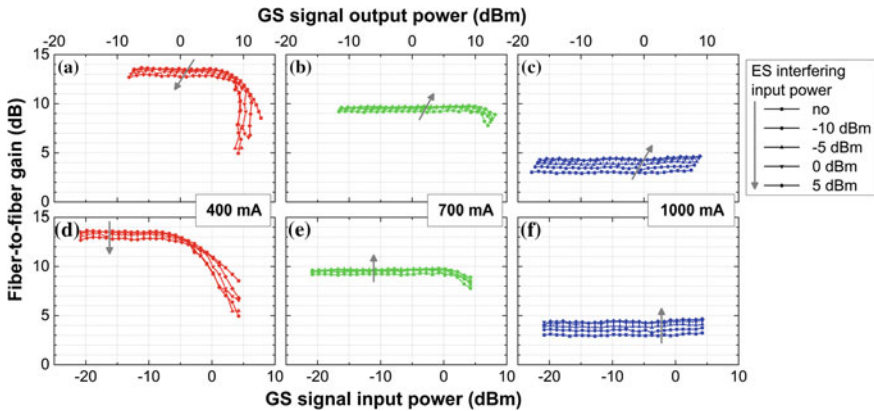 GS signal output power (dBm)
-20 -10 0 10 -20 -10 0 10 -20 -10 0 10 20
15
10
5
0
15
10
5
0
Fiber-to-fiber gain (dB)
(a)
(b)
(c)
ES interfering
input power
no
-10 dBm
-5 dBm
0 dBm
5 dBm
400 mA
700 mA
1000 mA
(d)
(e)
(f)
-20 -10 0 -20 -10 0 -20 -10 0 10
GS signal input power (dBm)